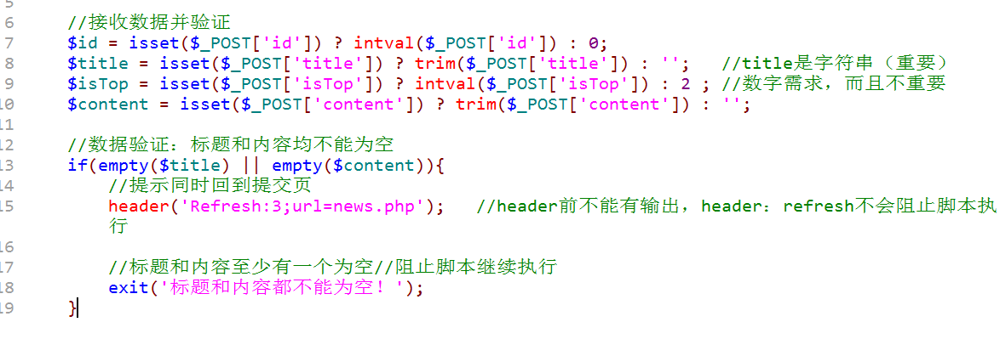 5
6 //接收数据并验证
7 $id = isset($_POST['id']) ? intval($_POST['id']) : 0;
8 $title = isset($_POST['title']) ? trim($_POST['title']) : ''; //title是字符串（重要）
9 $isTop = isset($_POST['isTop']) ? intval($_POST['isTop']) : 2 ; //数字需求，而且不重要
10 $content = isset($_POST['content']) ? trim($_POST['content']) : '';
11
12 //数据验证：标题和内容均不能为空
13 if(empty($title) || empty($content)){
14 //提示同时回到提交页
15 header('Refresh:3;url=news.php'); //header前不能有输出，header：refresh不会阻止脚本执
行
16
17 //标题和内容至少有一个为空//阻止脚本继续执行
18 exit('标题和内容都不能为空！');
19 }